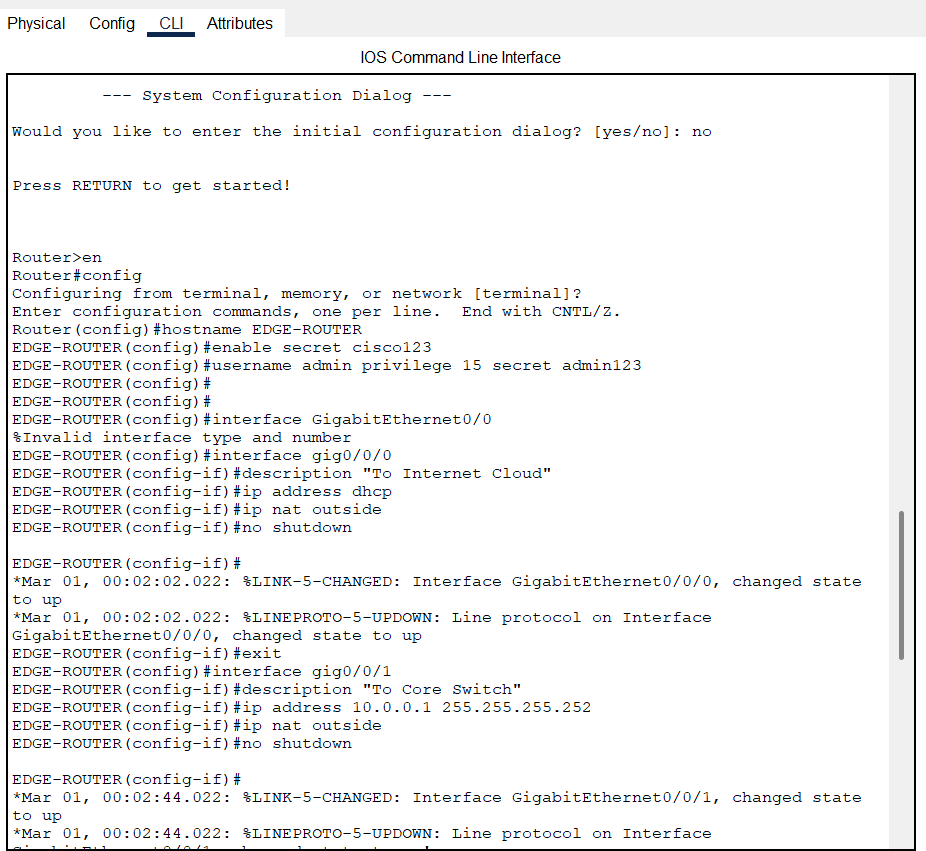 Physical Config CLI Attributes
IOS Command Line Interface
--- System Configuration Dialog ---
Would you like to enter the initial configuration dialog? [yes/no]: no
Press RETURN to get started!
Router>en
Router#config
Configuring from terminal, memory, or network [terminal]?
Enter configuration commands, one per line.  End with CNTL/Z.
Router(config)#hostname EDGE-ROUTER
EDGE-ROUTER(config)#enable secret cisco123
EDGE-ROUTER(config)#username admin privilege 15 secret admin123
EDGE-ROUTER(config)#
EDGE-ROUTER(config)#
EDGE-ROUTER(config)#interface GigabitEthernet0/0
%Invalid interface type and number
EDGE-ROUTER(config)#interface gig0/0/0
EDGE-ROUTER(config-if)#description "To Internet Cloud"
EDGE-ROUTER(config-if)#ip address dhcp
EDGE-ROUTER(config-if)#ip nat outside
EDGE-ROUTER(config-if)#no shutdown
EDGE-ROUTER(config-if)#
*Mar 01, 00:02:02.022: %LINK-5-CHANGED: Interface GigabitEthernet0/0/0, changed state
to up
*Mar 01, 00:02:02.022: %LINEPROTO-5-UPDOWN: Line protocol on Interface
GigabitEthernet0/0/0, changed state to up
EDGE-ROUTER(config-if)#exit
EDGE-ROUTER(config)#interface gig0/0/1
EDGE-ROUTER(config-if)#description "To Core Switch"
EDGE-ROUTER(config-if)#ip address 10.0.0.1 255.255.255.252
EDGE-ROUTER(config-if)#ip nat outside
EDGE-ROUTER(config-if)#no shutdown
EDGE-ROUTER(config-if)#
*Mar 01, 00:02:44.022: %LINK-5-CHANGED: Interface GigabitEthernet0/0/1, changed state
to up
*Mar 01, 00:02:44.022: %LINEPROTO-5-UPDOWN: Line protocol on Interface